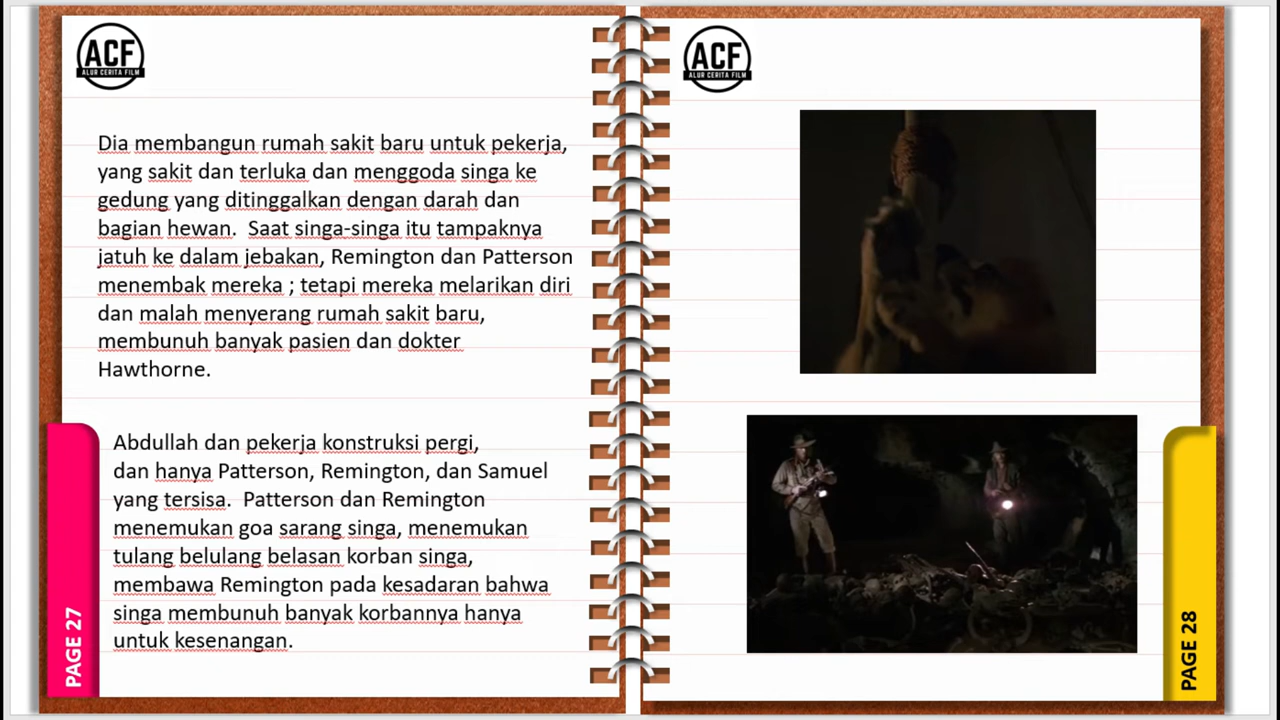 ACF
ALUR CERITA FILM
Dia membangun rumah sakit baru untuk pekerja,
yang sakit dan terluka dan menggoda singa ke
gedung yang ditinggalkan dengan darah dan
bagian hewan.  Saat singa-singa itu tampaknya
jatuh ke dalam jebakan, Remington dan Patterson
menembak mereka ; tetapi mereka melarikan diri
dan malah menyerang rumah sakit baru,
membunuh banyak pasien dan dokter
Hawthorne.
Abdullah dan pekerja konstruksi pergi,
dan hanya Patterson, Remington, dan Samuel
yang tersisa.  Patterson dan Remington
menemukan goa sarang singa, menemukan
tulang belulang belasan korban singa,
membawa Remington pada kesadaran bahwa
singa membunuh banyak korbannya hanya
untuk kesenangan.
PAGE 27
ACF
ALUR CERITA FILM
PAGE 28